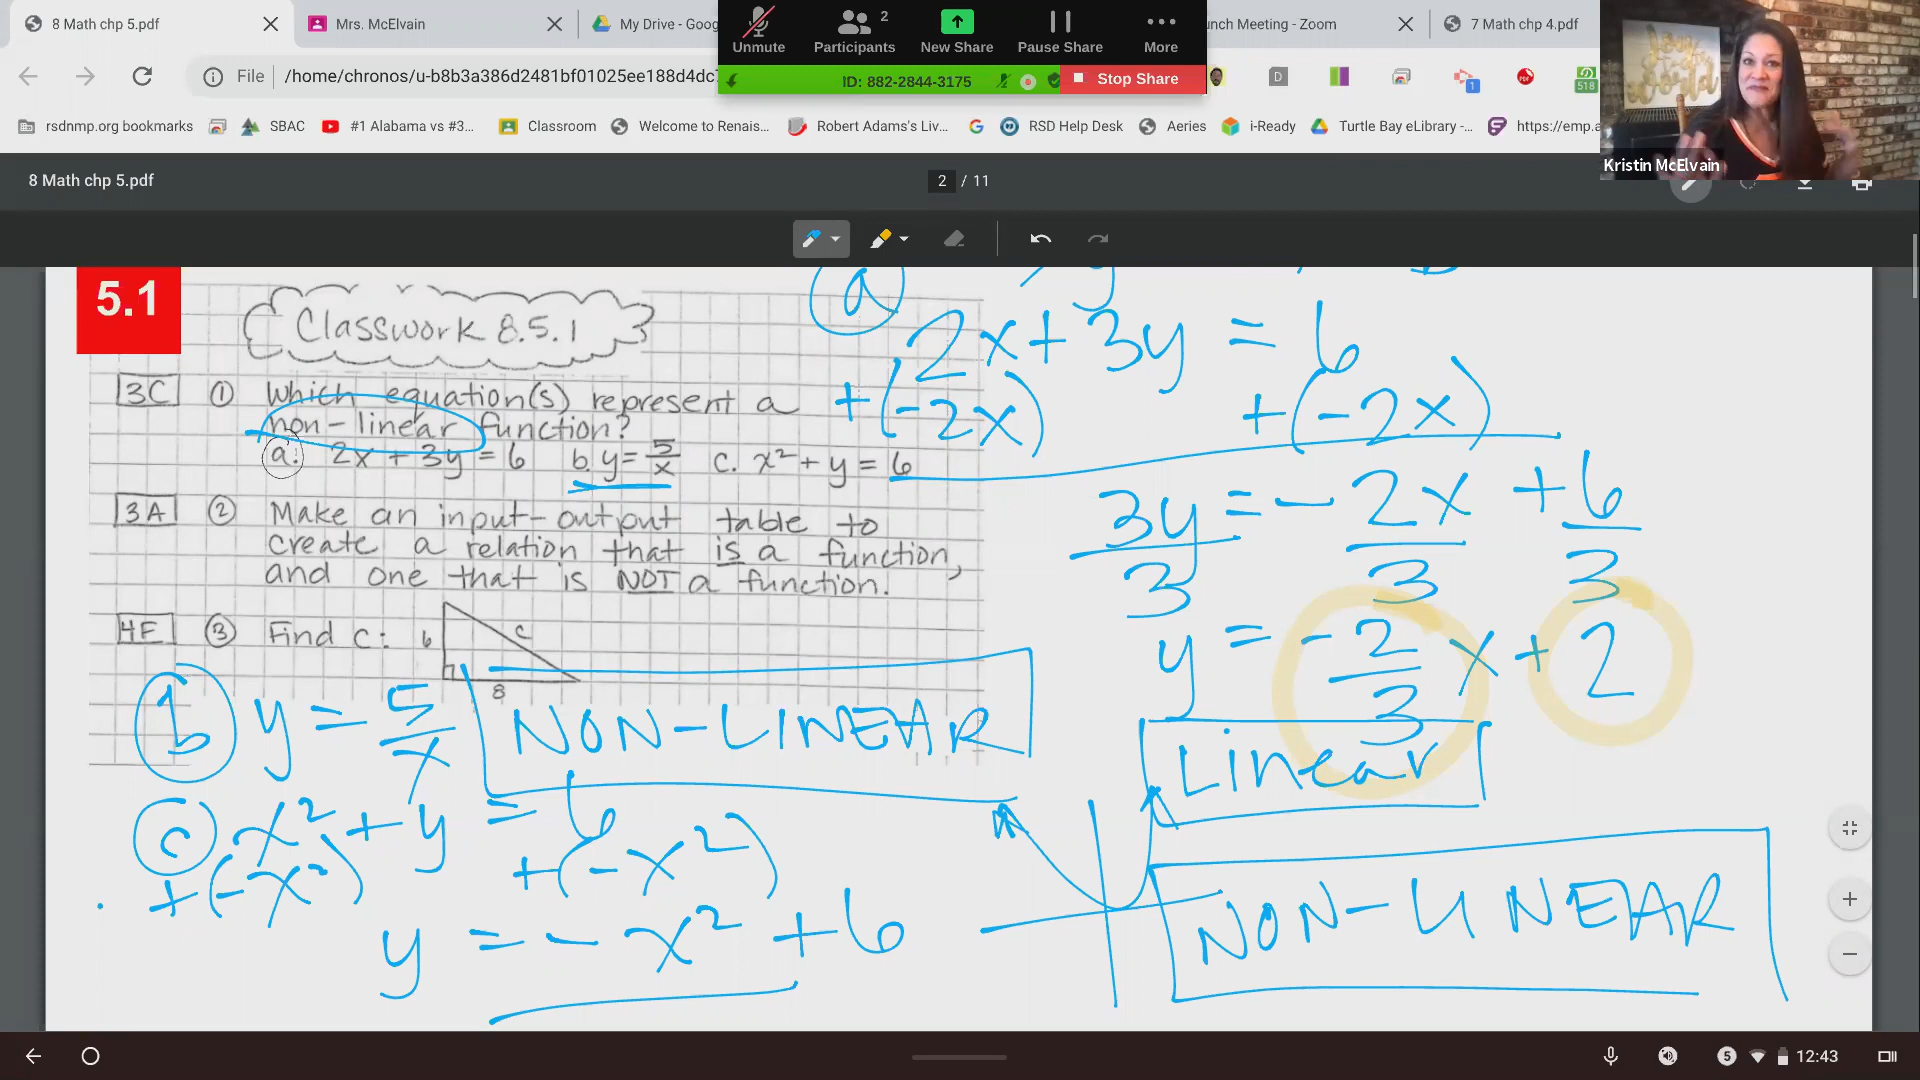 8 Math chp 5.pdf
Mrs. McElvain
My Drive - Goog
Unmute
Participants
2
New Share
Pause Share
More
unch Meeting - Zoom
7 Math chp 4.pdf
ID: 882-2844-3175
Stop Share
File
/home/chronos/u-b8b3a386d2481bf01025ee188d4dc7
D
1
518
rsdnmp.org bookmarks
SBAC
#1 Alabama vs #3...
Classroom
Welcome to Renais...
Robert Adams's Liv...
RSD Help Desk
Aeries
i-Ready
Turtle Bay eLibrary -...
https://emp.a
Kristin McElvain
8 Math chp 5.pdf
2 / 11
5.1
Classwork 8.5.1
3C ① Which equation(s) represent a
non-linear function?
a. 2x + 3y = 6 b. y = 5/x c. x² + y = 6
3A ② Make an input-output table to
create a relation that is a function,
and one that is NOT a function.
4E ③ Find c:
6
c
8
a
2x + 3y = 6
+(-2x) +(-2x)
3y/3 = -2x/3 + 6/3
y = -2/3 x + 2
Linear
b y = 5/x NON-LINEAR
c x² + y = 6
+(-x²) +(-x²)
y = -x² + 6
NON-LINEAR
5
12:43